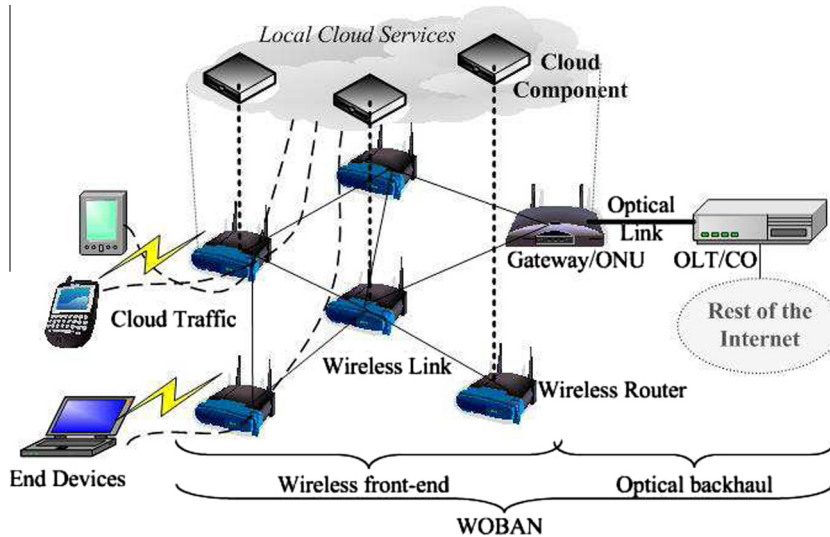 Local Cloud Services
Cloud
Component
Optical
Link
Gateway/ONU
OLT/CO
Cloud Traffic
Rest of the
Internet
Wireless Link
Wireless Router
End Devices
Wireless front-end
Optical backhaul
WOBAN